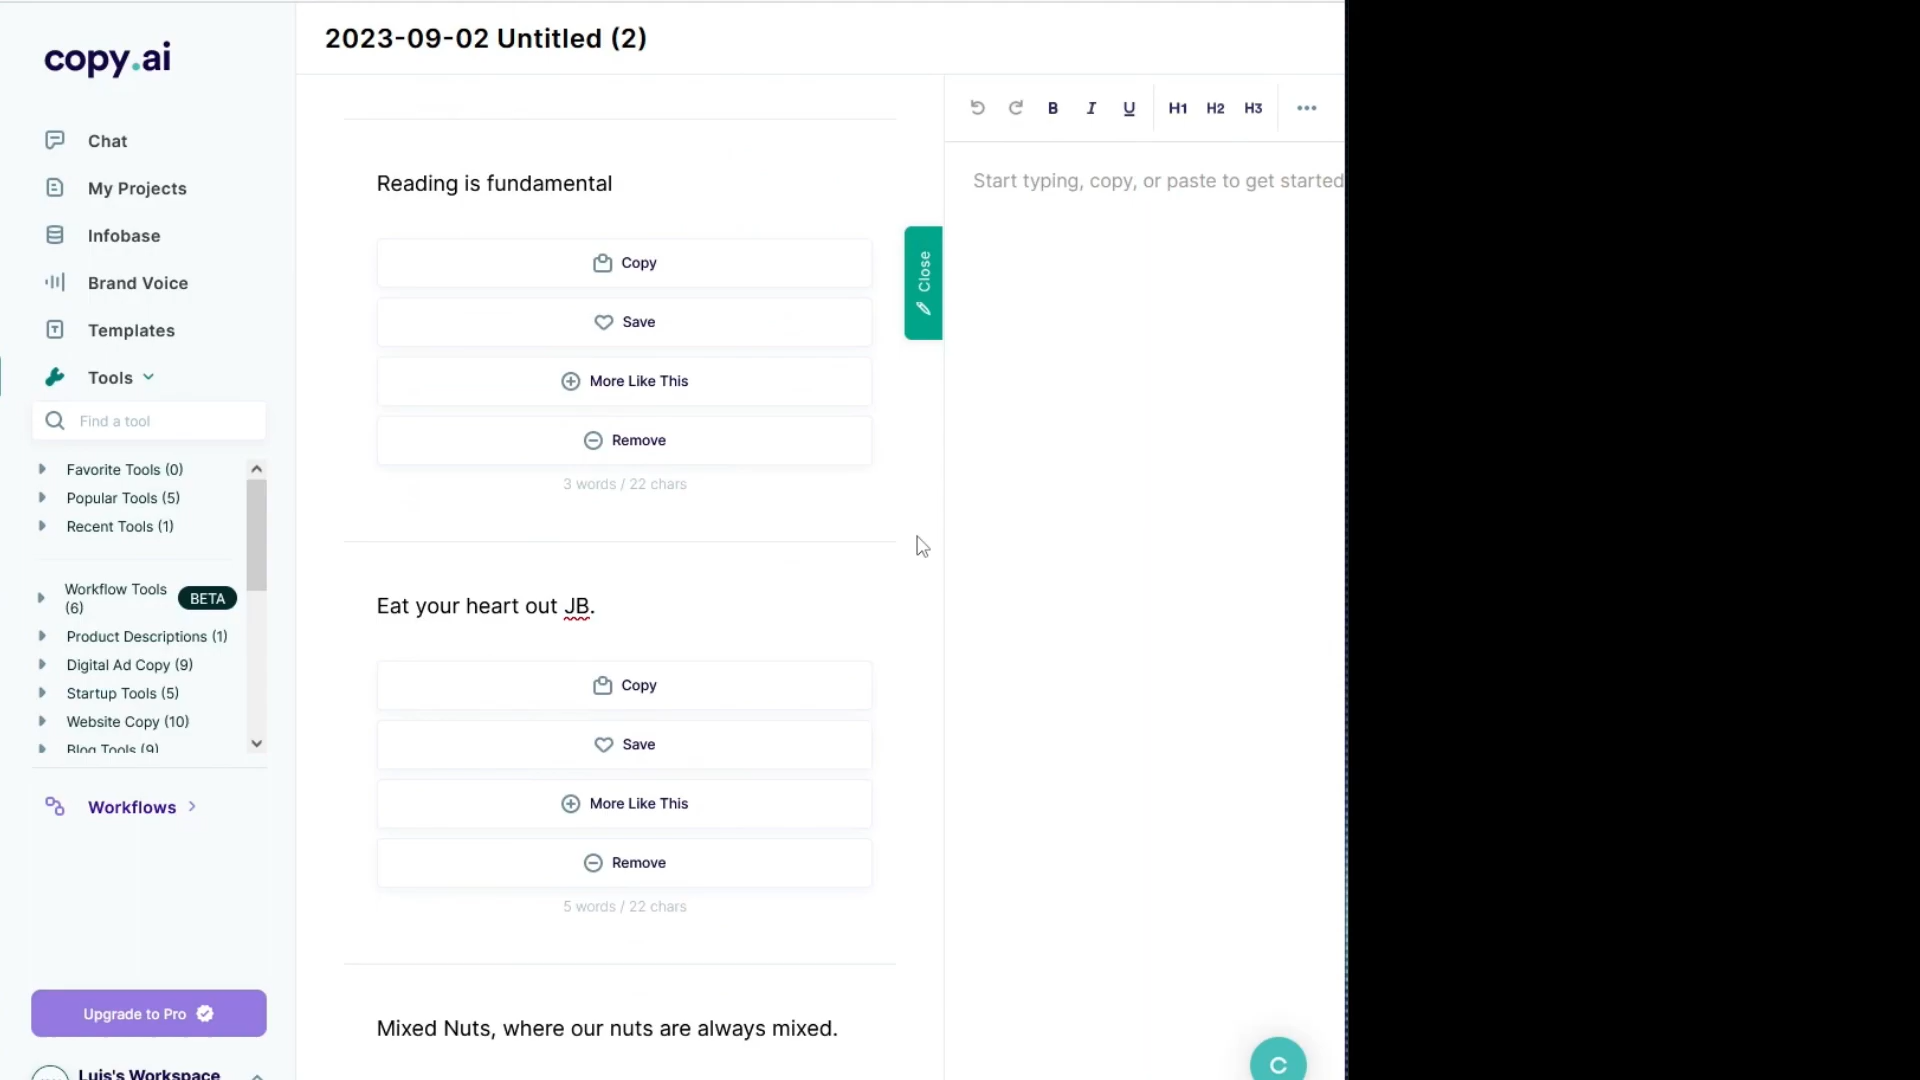 copy.ai
Chat
My Projects
Infobase
Brand Voice
Templates
Tools
Find a tool
Favorite Tools (0)
Popular Tools (5)
Recent Tools (1)
Workflow Tools
(6)
BETA
Product Descriptions (1)
Digital Ad Copy (9)
Startup Tools (5)
Website Copy (10)
Blog Tools (9)
Workflows
Upgrade to Pro
Luis's Workspace
2023-09-02 Untitled (2)
Reading is fundamental
Copy
Save
More Like This
Remove
3 words / 22 chars
Eat your heart out JB.
Copy
Save
More Like This
Remove
5 words / 22 chars
Mixed Nuts, where our nuts are always mixed.
Close
B I U H1 H2 H3
Start typing, copy, or paste to get started
C